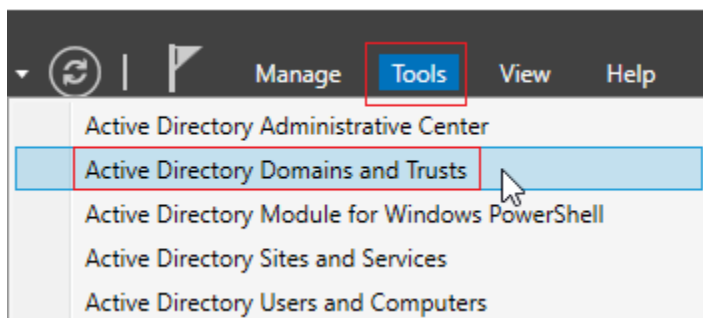 Manage Tools View Help
Active Directory Administrative Center
Active Directory Domains and Trusts
Active Directory Module for Windows PowerShell
Active Directory Sites and Services
Active Directory Users and Computers